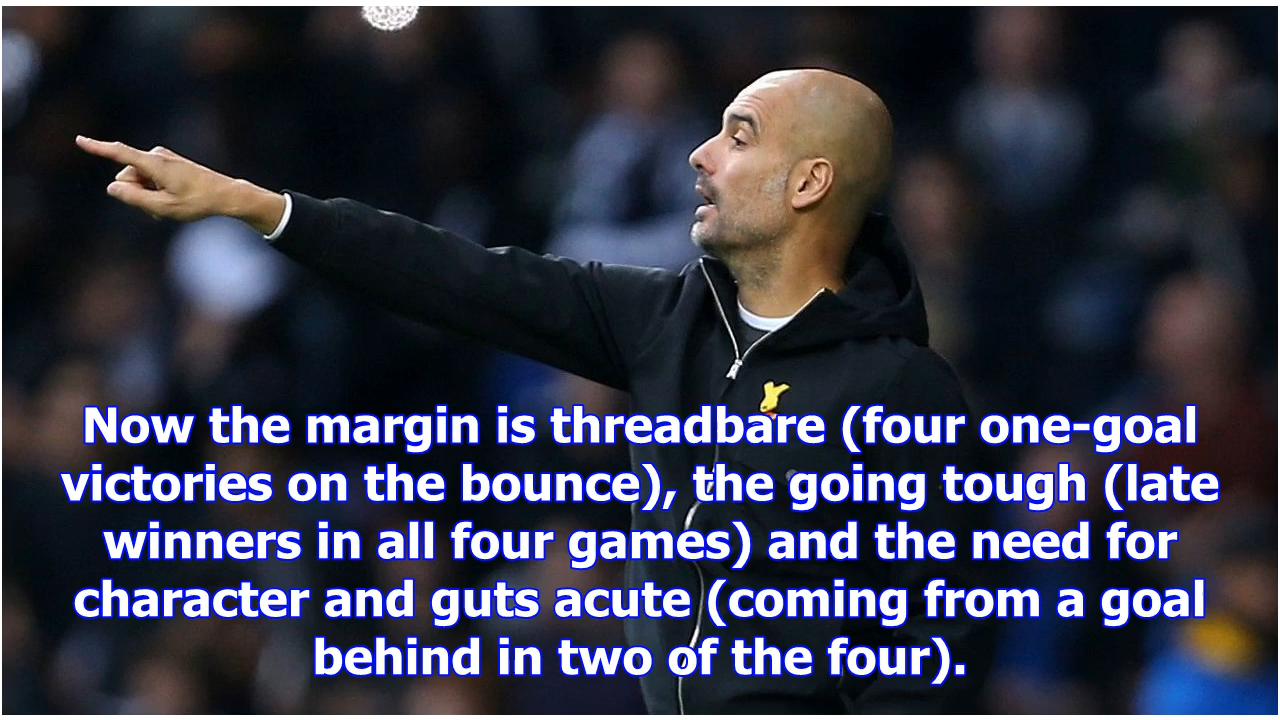 Now the margin is threadbare (four one-goal
victories on the bounce), the going tough (late
winners in all four games) and the need for
character and guts acute (coming from a goal
behind in two of the four).